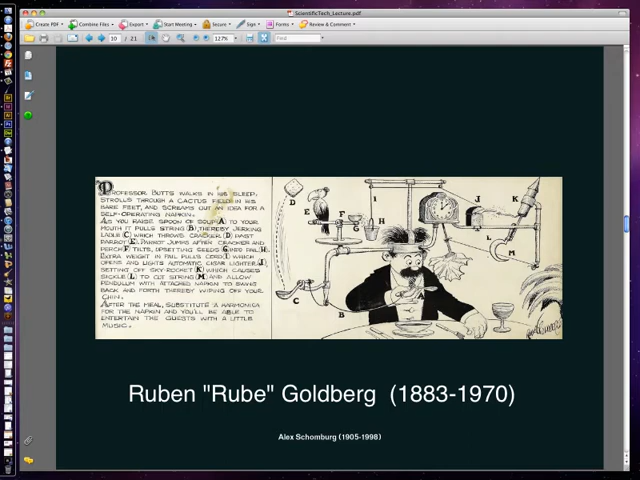 ScientificTech_Lecture.pdf
Create PDF
Combine Files
Export
Start Meeting
Secure
Sign
Forms
Review & Comment
10 / 21
127%
Find
PROFESSOR BUTTS WALKS IN HIS SLEEP,
STROLLS THROUGH A CACTUS FIELD IN HIS
BARE FEET, AND SCREAMS OUT AN IDEA FOR A
SELF-OPERATING NAPKIN.
AS YOU RAISE SPOON OF SOUP (A) TO YOUR
MOUTH IT PULLS STRING (B), THEREBY JERKING
LADLE (C) WHICH THROWS CRACKER (D) PAST
PARROT (E). PARROT JUMPS AFTER CRACKER AND
PERCH (F) TILTS, UPSETTING SEEDS (G) INTO PAIL (H).
EXTRA WEIGHT IN PAIL PULLS CORD (I) WHICH
OPENS AND LIGHTS AUTOMATIC CIGAR LIGHTER (J),
SETTING OFF SKY-ROCKET (K) WHICH CAUSES
SICKLE (L) TO CUT STRING (M) AND ALLOW
PENDULUM WITH ATTACHED NAPKIN TO SWING
BACK AND FORTH THEREBY WIPING OFF YOUR
CHIN.
AFTER THE MEAL, SUBSTITUTE A HARMONICA
FOR THE NAPKIN AND YOU'LL BE ABLE TO
ENTERTAIN THE GUESTS WITH A LITTLE
MUSIC.
D
E
F
G
H
I
J
K
L
M
A
B
C
Ruben "Rube" Goldberg (1883-1970)
Alex Schomburg (1905-1998)